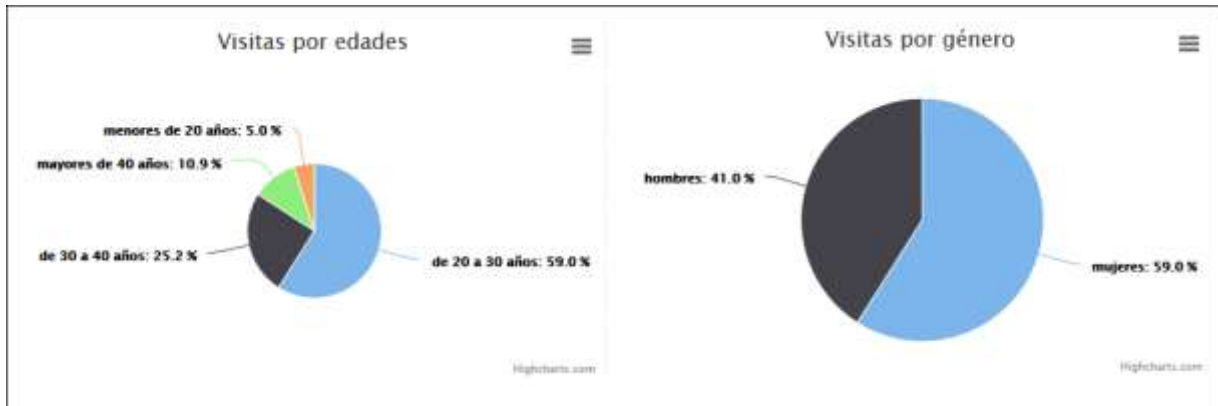 Visitas por edades
menores de 20 años: 5.0 %
mayores de 40 años: 10.9 %
de 30 a 40 años: 25.2 %
de 20 a 30 años: 59.0 %
Highcharts.com
Visitas por género
hombres: 41.0 %
mujeres: 59.0 %
Highcharts.com